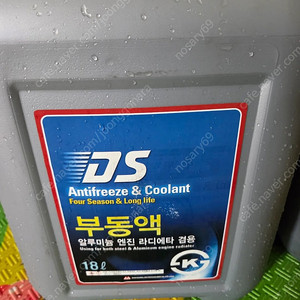 DS
Antifreeze & Coolant
Four Season & Long life
부동액
알루미늄 엔진 라디에타 겸용
Using for both steel & Aluminum engine radiator
18ℓ